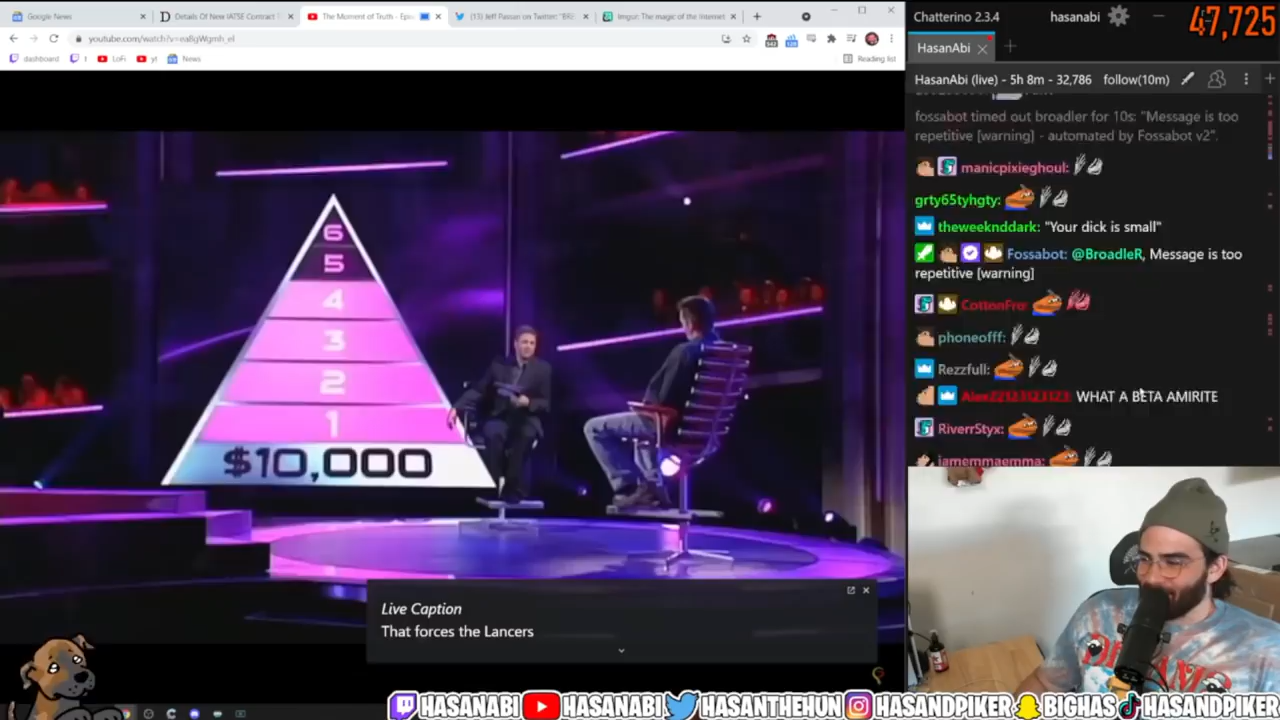 Google News
Details Of New IATSE Contract
The Moment of Truth - Epis
(1) Jeff Passan on Twitter: "BRE
Imgur: The magic of the Internet
youtube.com/watch?v=
dashboard
LoFi
News
Reading list
6
5
4
3
2
1
$10,000
Live Caption
That forces the Lancers
Chatterino 2.3.4
hasanabi
47,725
HasanAbi
HasanAbi (live) - 5h 8m - 32,786 follow(10m)
fossabot timed out broadler for 10s: "Message is too
repetitive [warning] - automated by Fossabot v2".
manicpixieghoul:
grty65tyhgty:
theweeknddark: "Your dick is small"
Fossabot: @BroadleR, Message is too
repetitive [warning]
CottonFro:
phoneofff:
Rezzfull:
WHAT A BETA AMIRITE
RiverrStyx:
iamemmaemma:
HASANABI HASANABI HASANTHEHUN HASANDPIKER BIGHAS HASANDPIKER